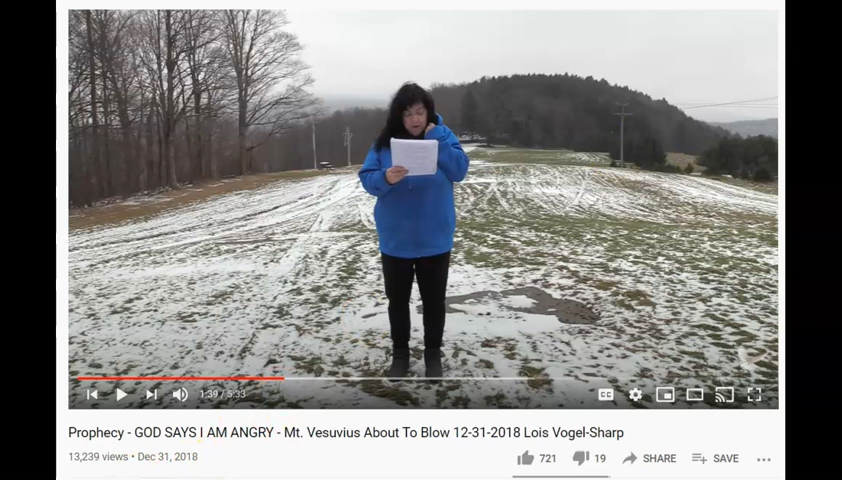 1:39 / 5:33
CC
Prophecy - GOD SAYS I AM ANGRY - Mt. Vesuvius About To Blow 12-31-2018 Lois Vogel-Sharp
13,239 views • Dec 31, 2018
721
19
SHARE
SAVE